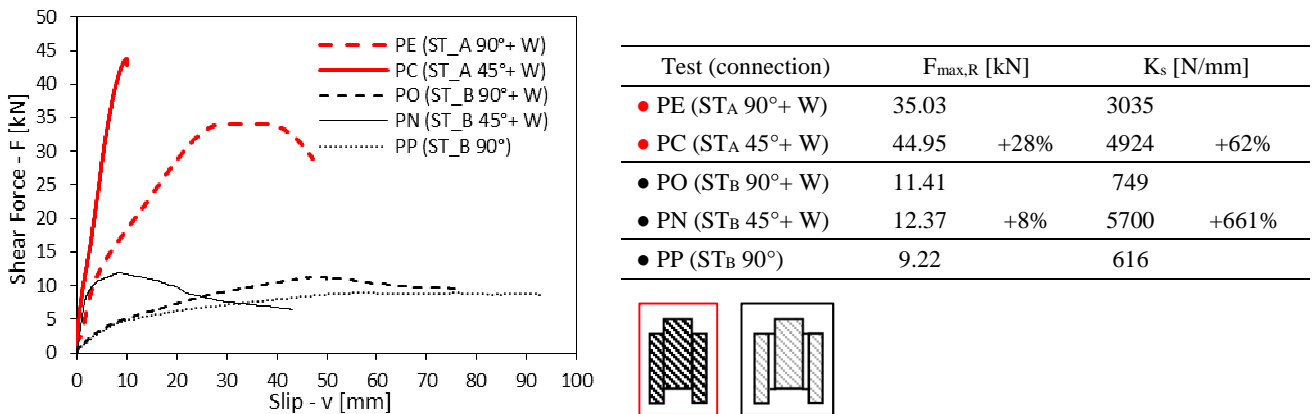 50
45
40
35
30
25
20
15
10
5
0
Shear Force - F [kN]
PE (ST_A 90°+ W)
PC (ST_A 45°+ W)
PO (ST_B 90°+ W)
PN (ST_B 45°+ W)
PP (ST_B 90°)
0 10 20 30 40 50 60 70 80 90 100
Slip - v [mm]
Test (connection) Fmax,R [kN] Ks [N/mm]
● PE (STA 90°+ W) 35.03 3035
● PC (STA 45°+ W) 44.95 +28% 4924 +62%
● PO (STB 90°+ W) 11.41 749
● PN (STB 45°+ W) 12.37 +8% 5700 +661%
● PP (STB 90°) 9.22 616